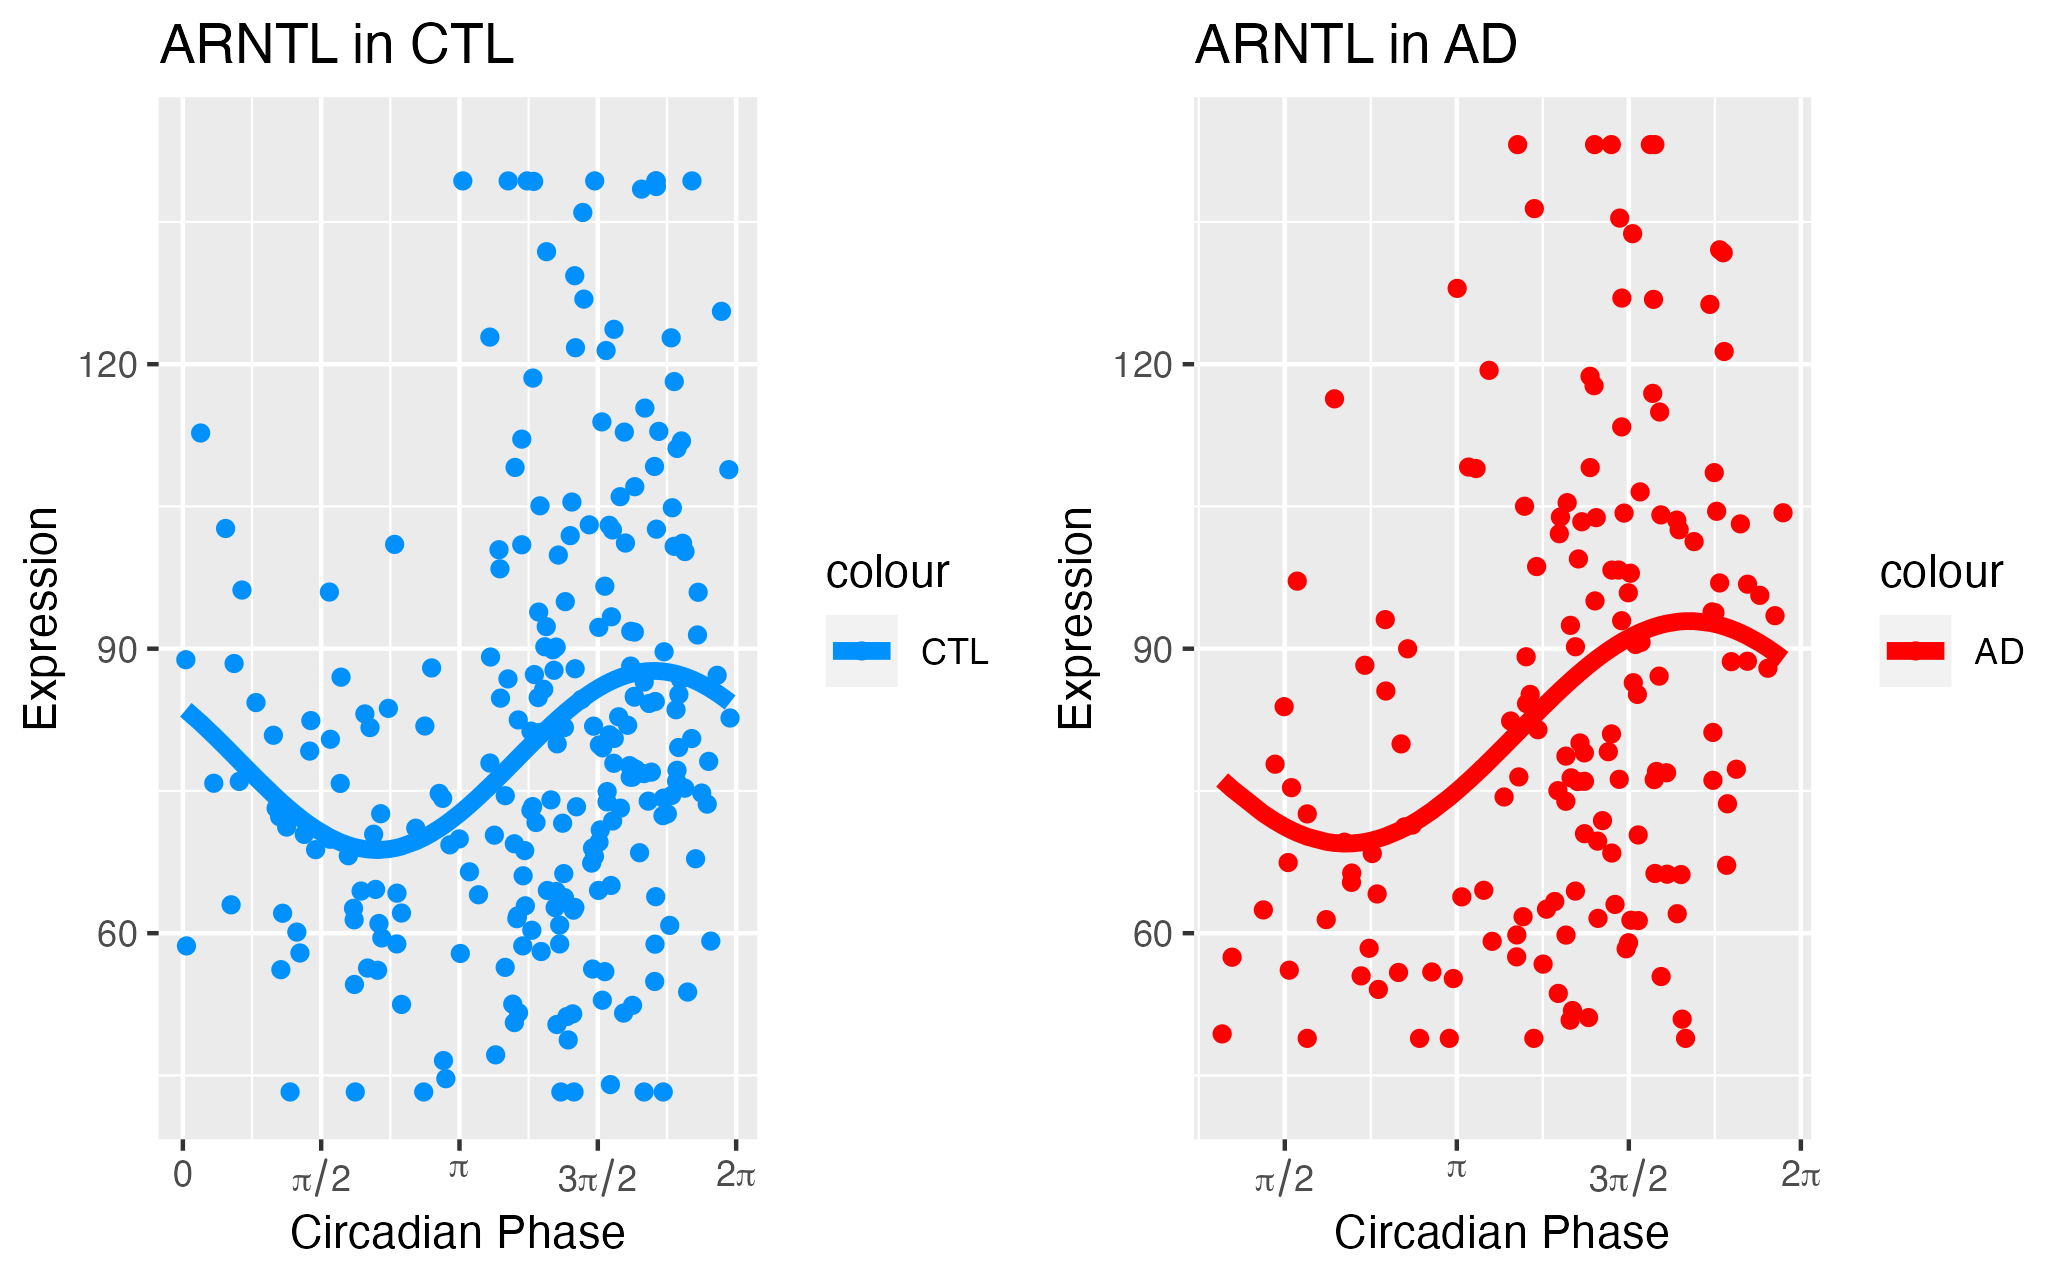 ARNTL in CTL
Expression
120
90
60
0 π/2 π 3π/2 2π
Circadian Phase
colour
CTL
ARNTL in AD
Expression
120
90
60
π/2 π 3π/2 2π
Circadian Phase
colour
AD